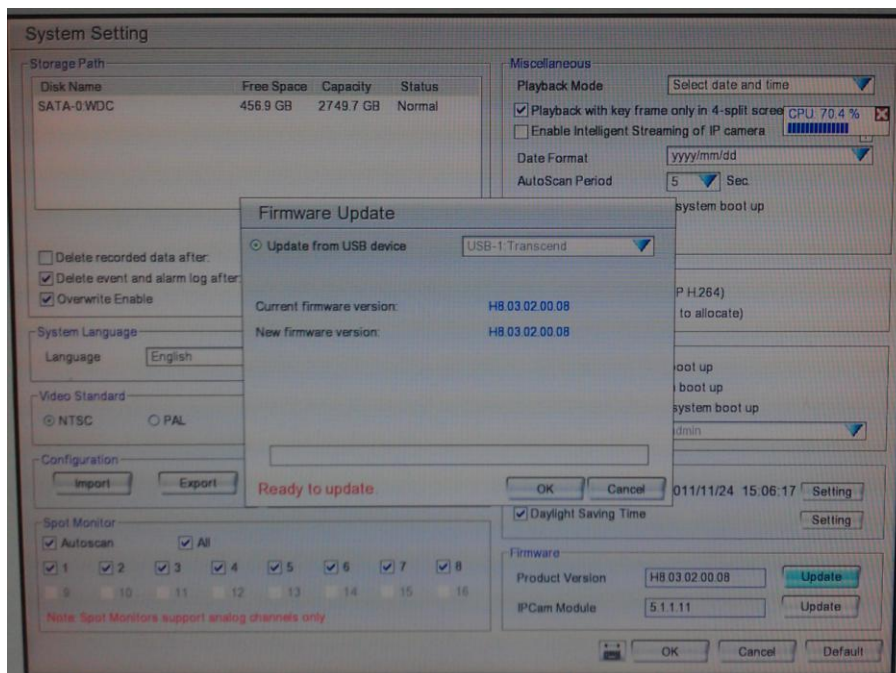 System Setting
Storage Path
Disk Name Free Space Capacity Status
SATA-0:WDC 456.9 GB 2749.7 GB Normal
Delete recorded data after:
Delete event and alarm log after:
Overwrite Enable
System Language
Language English
Video Standard
NTSC PAL
Configuration
Import Export
Spot Monitor
Autoscan All
1 2 3 4 5 6 7 8
9 10 11 12 13 14 15 16
Note: Spot Monitors support analog channels only
Firmware Update
Update from USB device USB-1:Transcend
Current firmware version: H8.03.02.00.08
New firmware version: H8.03.02.00.08
Ready to update
OK Cancel
Miscellaneous
Playback Mode Select date and time
Playback with key frame only in 4-split scree
CPU: 70.4 %
Enable Intelligent Streaming of IP camera
Date Format yyyy/mm/dd
AutoScan Period 5 Sec.
system boot up
P H.264)
to allocate)
boot up
boot up
system boot up
admin
011/11/24 15:06:17 Setting
Daylight Saving Time Setting
Firmware
Product Version H8.03.02.00.08 Update
IPCam Module 5.1.1.11 Update
OK Cancel Default